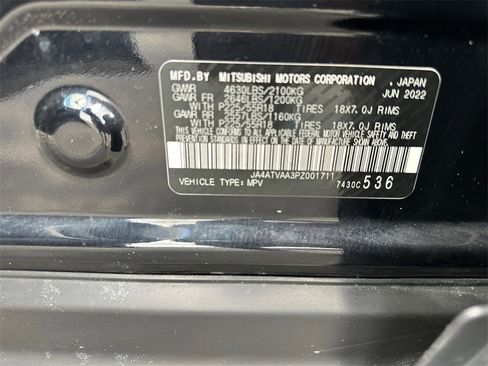 MFD.BY MITSUBISHI MOTORS CORPORATION , JAPAN
GVWR 4630LBS/2100KG JUN 2022
GAWR FR 2646LBS/1200KG
WITH P225/55R18 TIRES 18X7.0J RIMS
GAWR RR 2557LBS/1160KG
WITH P225/55R18 TIRES 18X7.0J RIMS
THIS VEHICLE CONFORMS TO ALL APPLICABLE FEDERAL MOTOR VEHICLE SAFETY AND THEFT
PREVENTION STANDARDS IN EFFECT ON THE DATE OF MANUFACTURE SHOWN ABOVE.
JA4ATVAA3PZ001711
VEHICLE TYPE: MPV 7430C 536